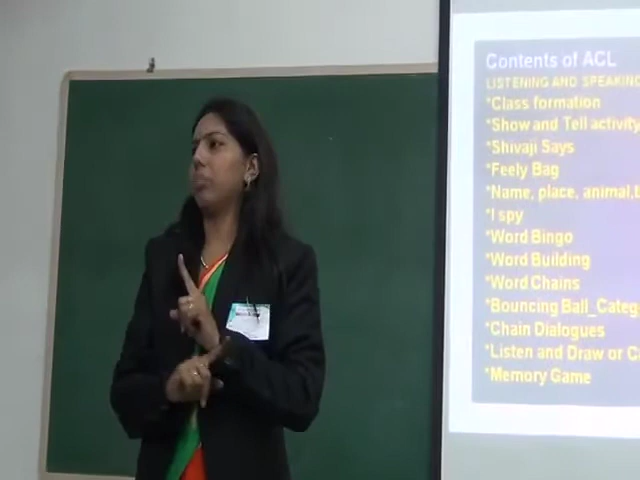 Contents of ACL
LISTENING AND SPEAKING
*Class formation
*Show and Tell activity
*Shivaji Says
*Feely Bag
*Name, place, animal,
*I spy
*Word Bingo
*Word Building
*Word Chains
*Bouncing Ball_Categ
*Chain Dialogues
*Listen and Draw or C
*Memory Game